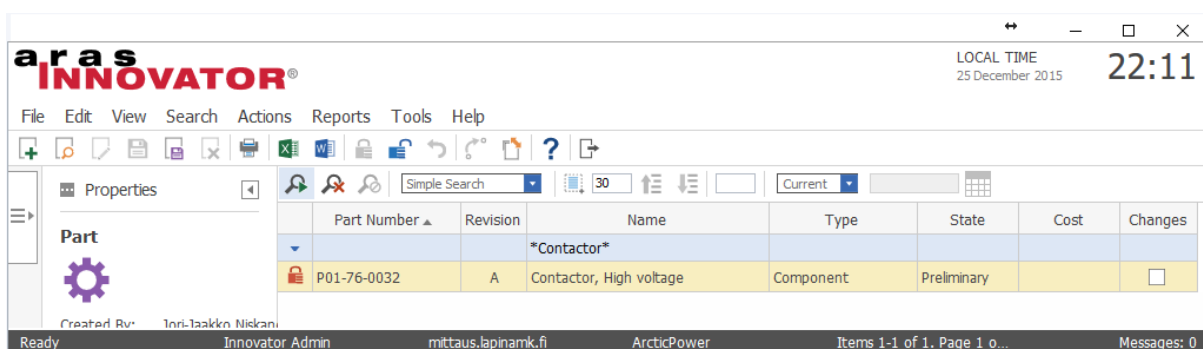 aras
INNOVATOR®
LOCAL TIME
25 December 2015
22:11
File Edit View Search Actions Reports Tools Help
Properties
Simple Search 30 Current
Part Number Revision Name Type State Cost Changes
Part
*Contactor*
P01-76-0032 A Contactor, High voltage Component Preliminary
Created By: Jori-Jaakko Niskan
Ready Innovator Admin mittaus.lapinamk.fi ArcticPower Items 1-1 of 1. Page 1 o... Messages: 0